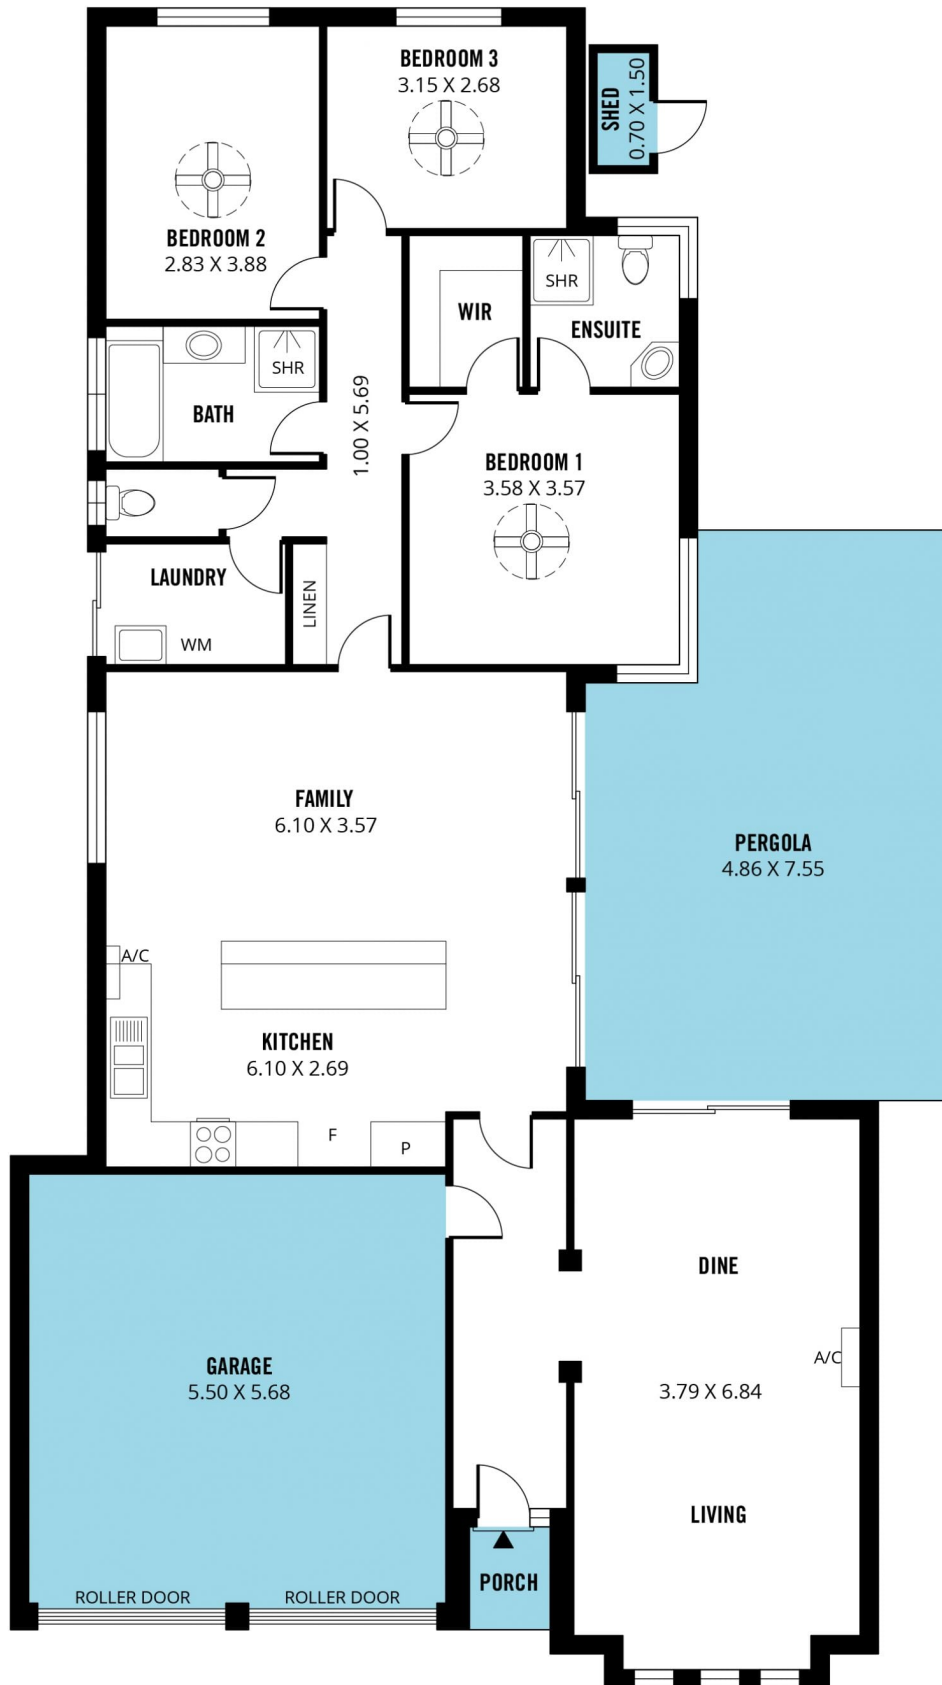 BEDROOM 3
3.15 X 2.68
SHED
0.70 X 1.50
BEDROOM 2
2.83 X 3.88
WIR
SHR
ENSUITE
SHR
BATH
1.00 X 5.69
BEDROOM 1
3.58 X 3.57
LAUNDRY
WM
LINEN
FAMILY
6.10 X 3.57
PERGOLA
4.86 X 7.55
A/C
KITCHEN
6.10 X 2.69
F
P
DINE
GARAGE
5.50 X 5.68
A/C
3.79 X 6.84
LIVING
PORCH
ROLLER DOOR
ROLLER DOOR